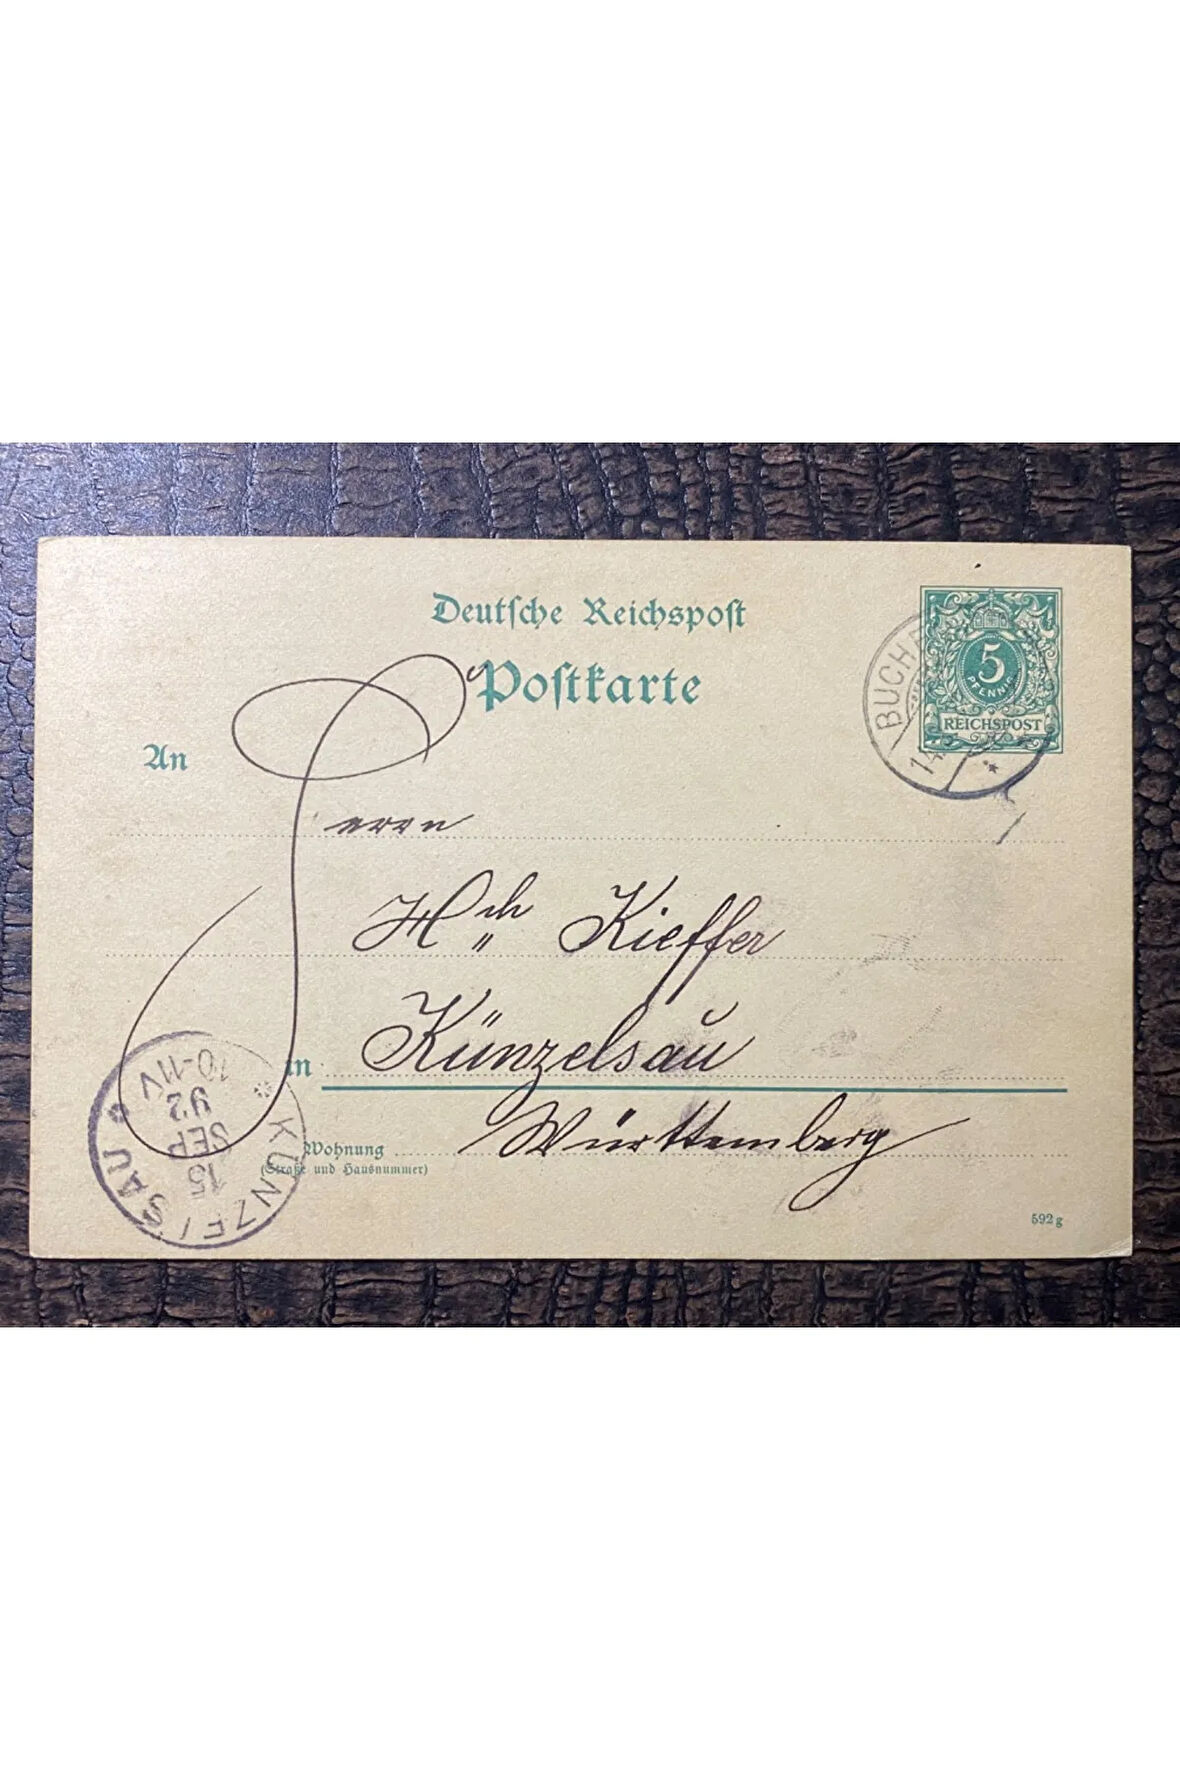 Deutsche Reichspost
Postkarte
5
PFENNIG
REICHSPOST
An
Herrn
Hch Kieffer
in Künzelsau
Württemberg
Wohnung
(Straße und Hausnummer)
592 g
KÜNZELSAU
15
SEP
92
10-11V